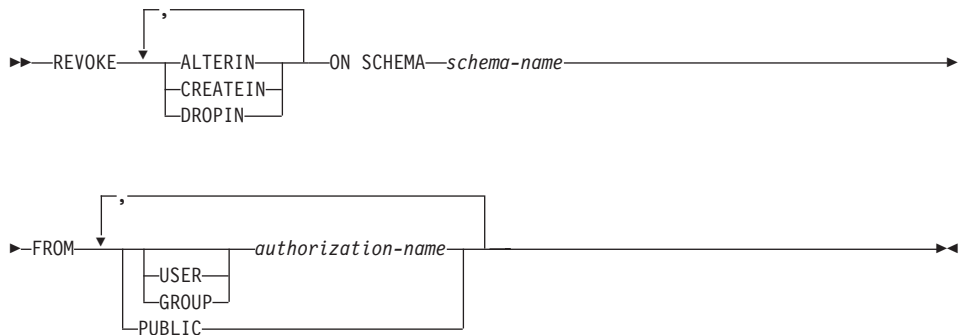 ,
REVOKE ALTERIN ON SCHEMA schema-name
CREATEIN
DROPIN
,
FROM authorization-name
USER
GROUP
PUBLIC